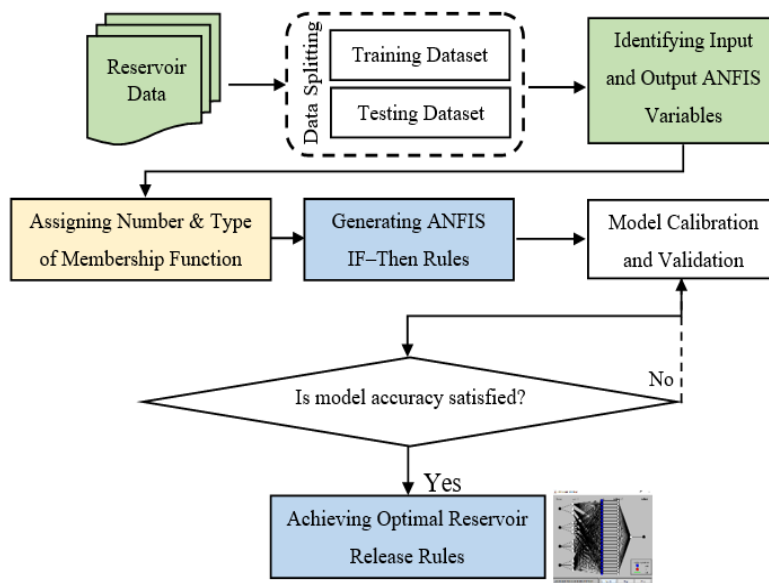 Reservoir
Data
Data Splitting
Training Dataset
Testing Dataset
Identifying Input
and Output ANFIS
Variables
Assigning Number & Type
of Membership Function
Generating ANFIS
IF–Then Rules
Model Calibration
and Validation
Is model accuracy satisfied?
No
Yes
Achieving Optimal Reservoir
Release Rules